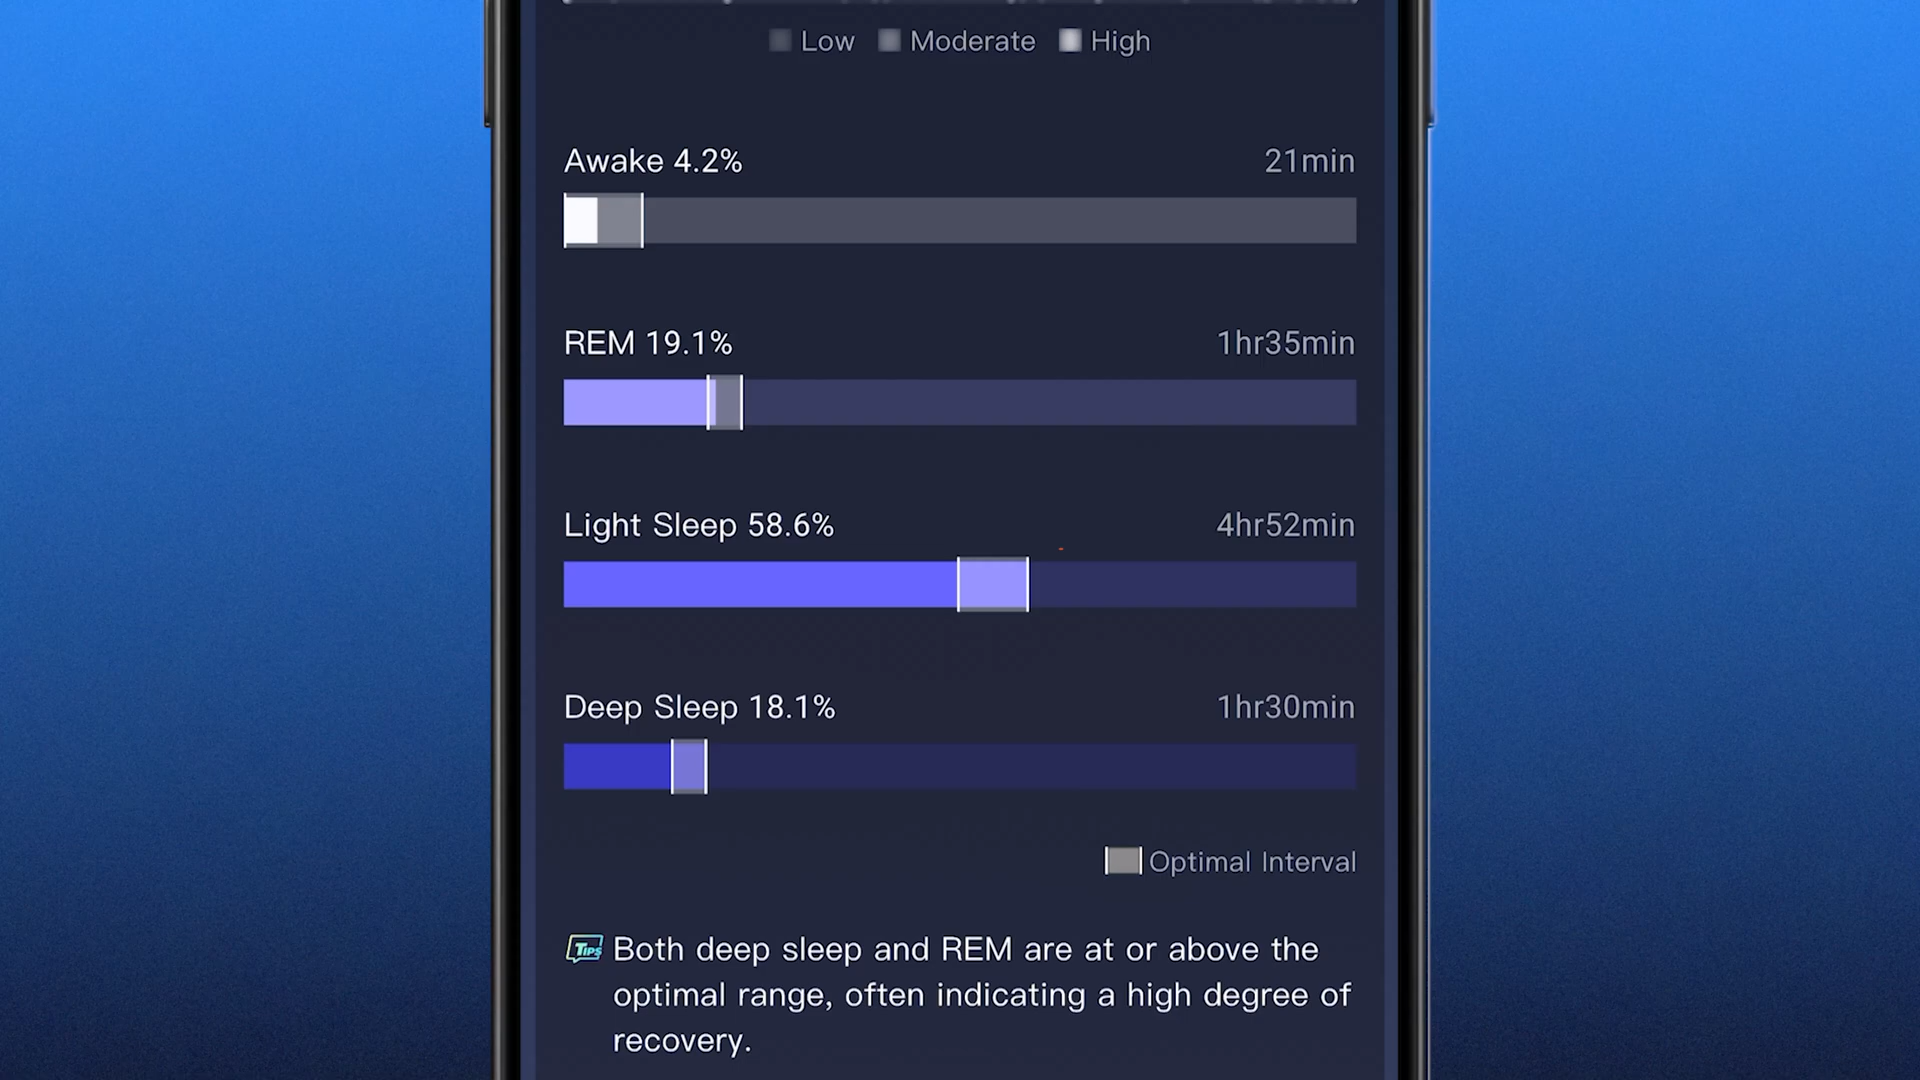 Low Moderate High
Awake 4.2% 21min
REM 19.1% 1hr35min
Light Sleep 58.6% 4hr52min
Deep Sleep 18.1% 1hr30min
Optimal Interval
TIPS Both deep sleep and REM are at or above the
optimal range, often indicating a high degree of
recovery.